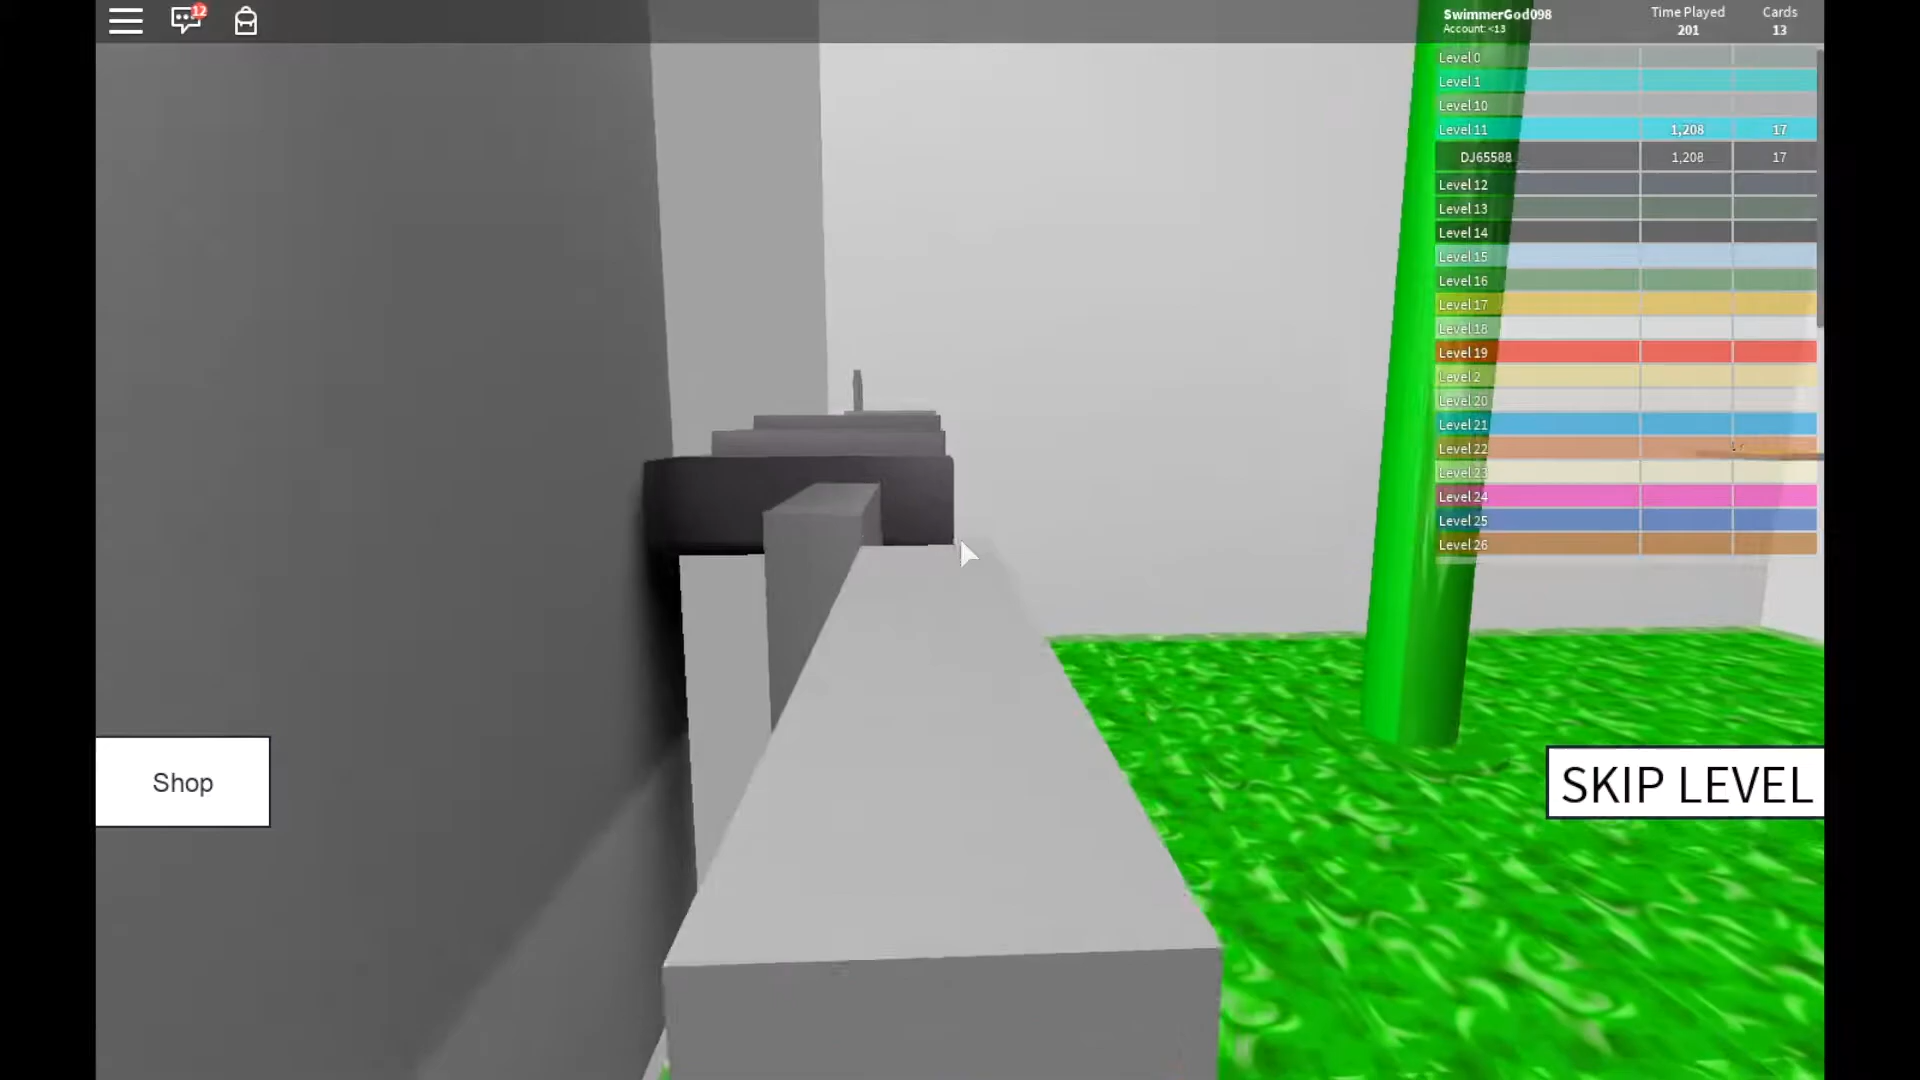 12
SwimmerGod098
Account: <13
Time Played
201
Cards
13
Level 0
Level 1
Level 10
Level 11 1,208 17
DJ65588 1,208 17
Level 12
Level 13
Level 14
Level 15
Level 16
Level 17
Level 18
Level 19
Level 2
Level 20
Level 21
Level 22
Level 23
Level 24
Level 25
Level 26
Shop
SKIP LEVEL